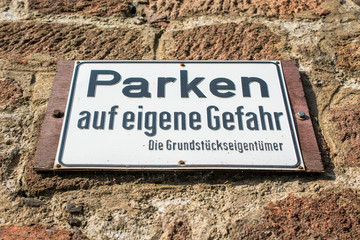 Parken
auf eigene Gefahr
Die Grundstückseigentümer